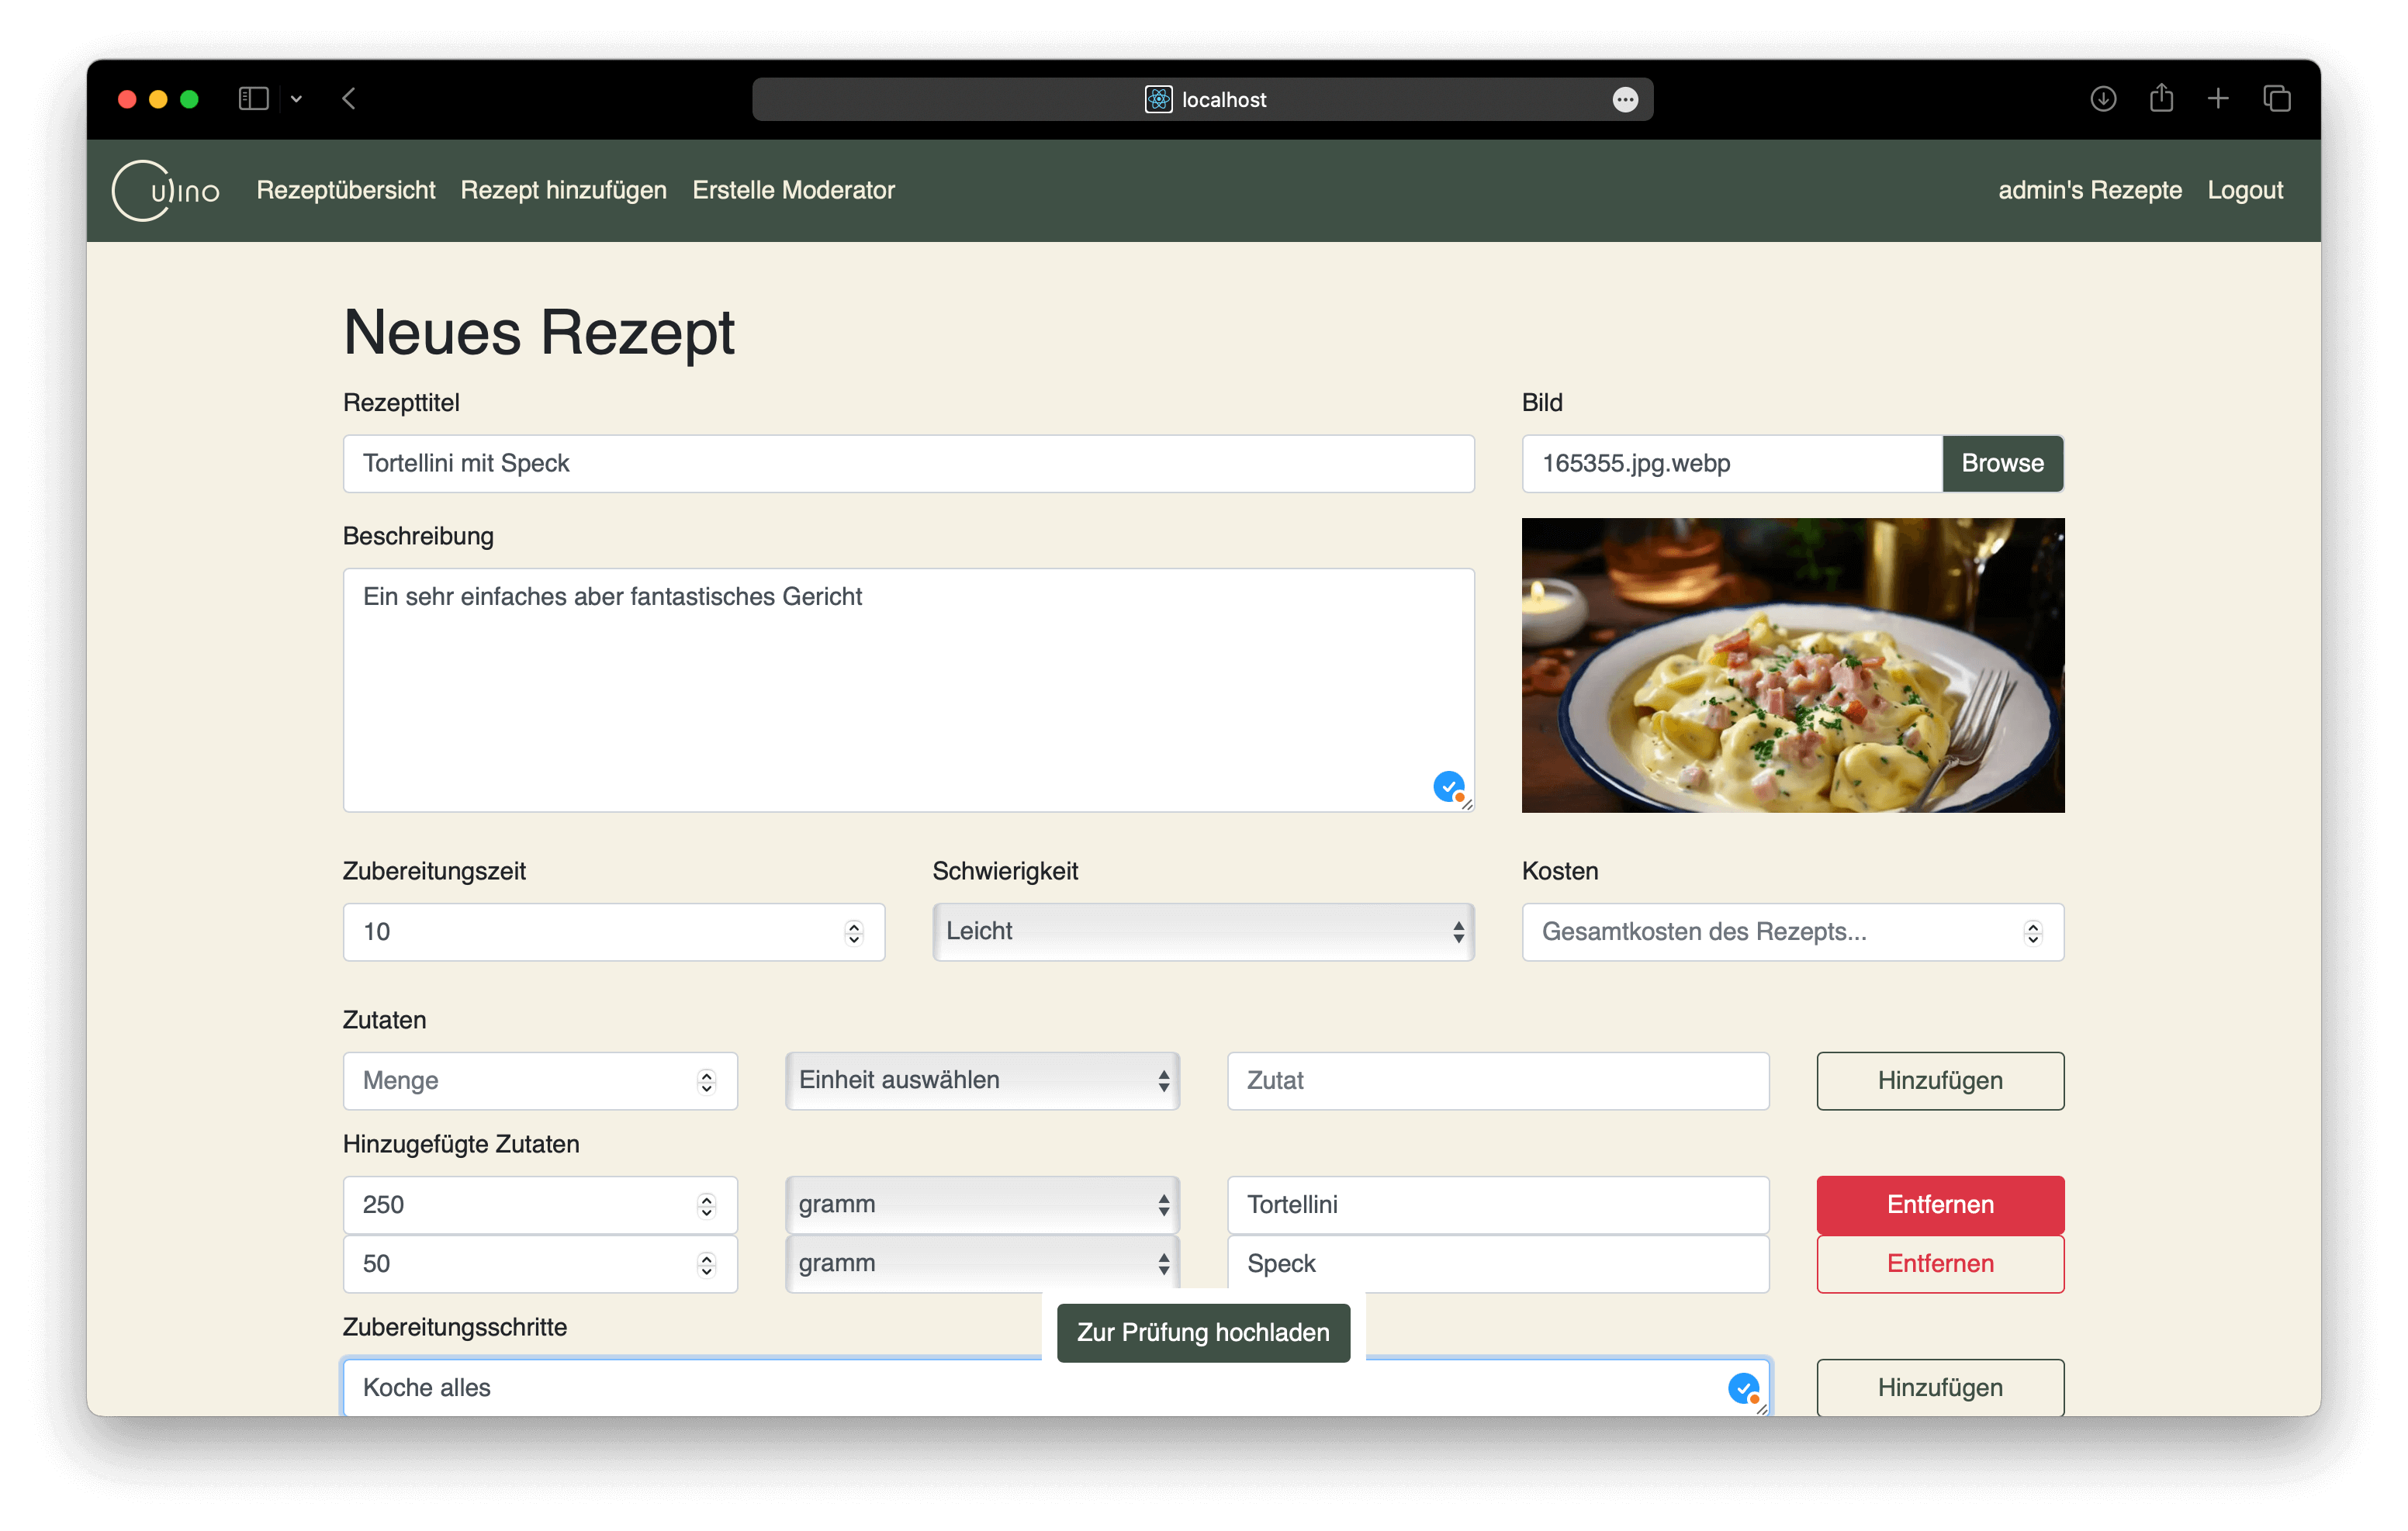 localhost
Culino Rezeptübersicht Rezept hinzufügen Erstelle Moderator admin's Rezepte Logout
Neues Rezept
Rezepttitel Bild
Tortellini mit Speck 165355.jpg.webp Browse
Beschreibung
Ein sehr einfaches aber fantastisches Gericht
Zubereitungszeit Schwierigkeit Kosten
10 Leicht Gesamtkosten des Rezepts...
Zutaten
Menge Einheit auswählen Zutat Hinzufügen
Hinzugefügte Zutaten
250 gramm Tortellini Entfernen
50 gramm Speck Entfernen
Zubereitungsschritte Zur Prüfung hochladen
Koche alles Hinzufügen